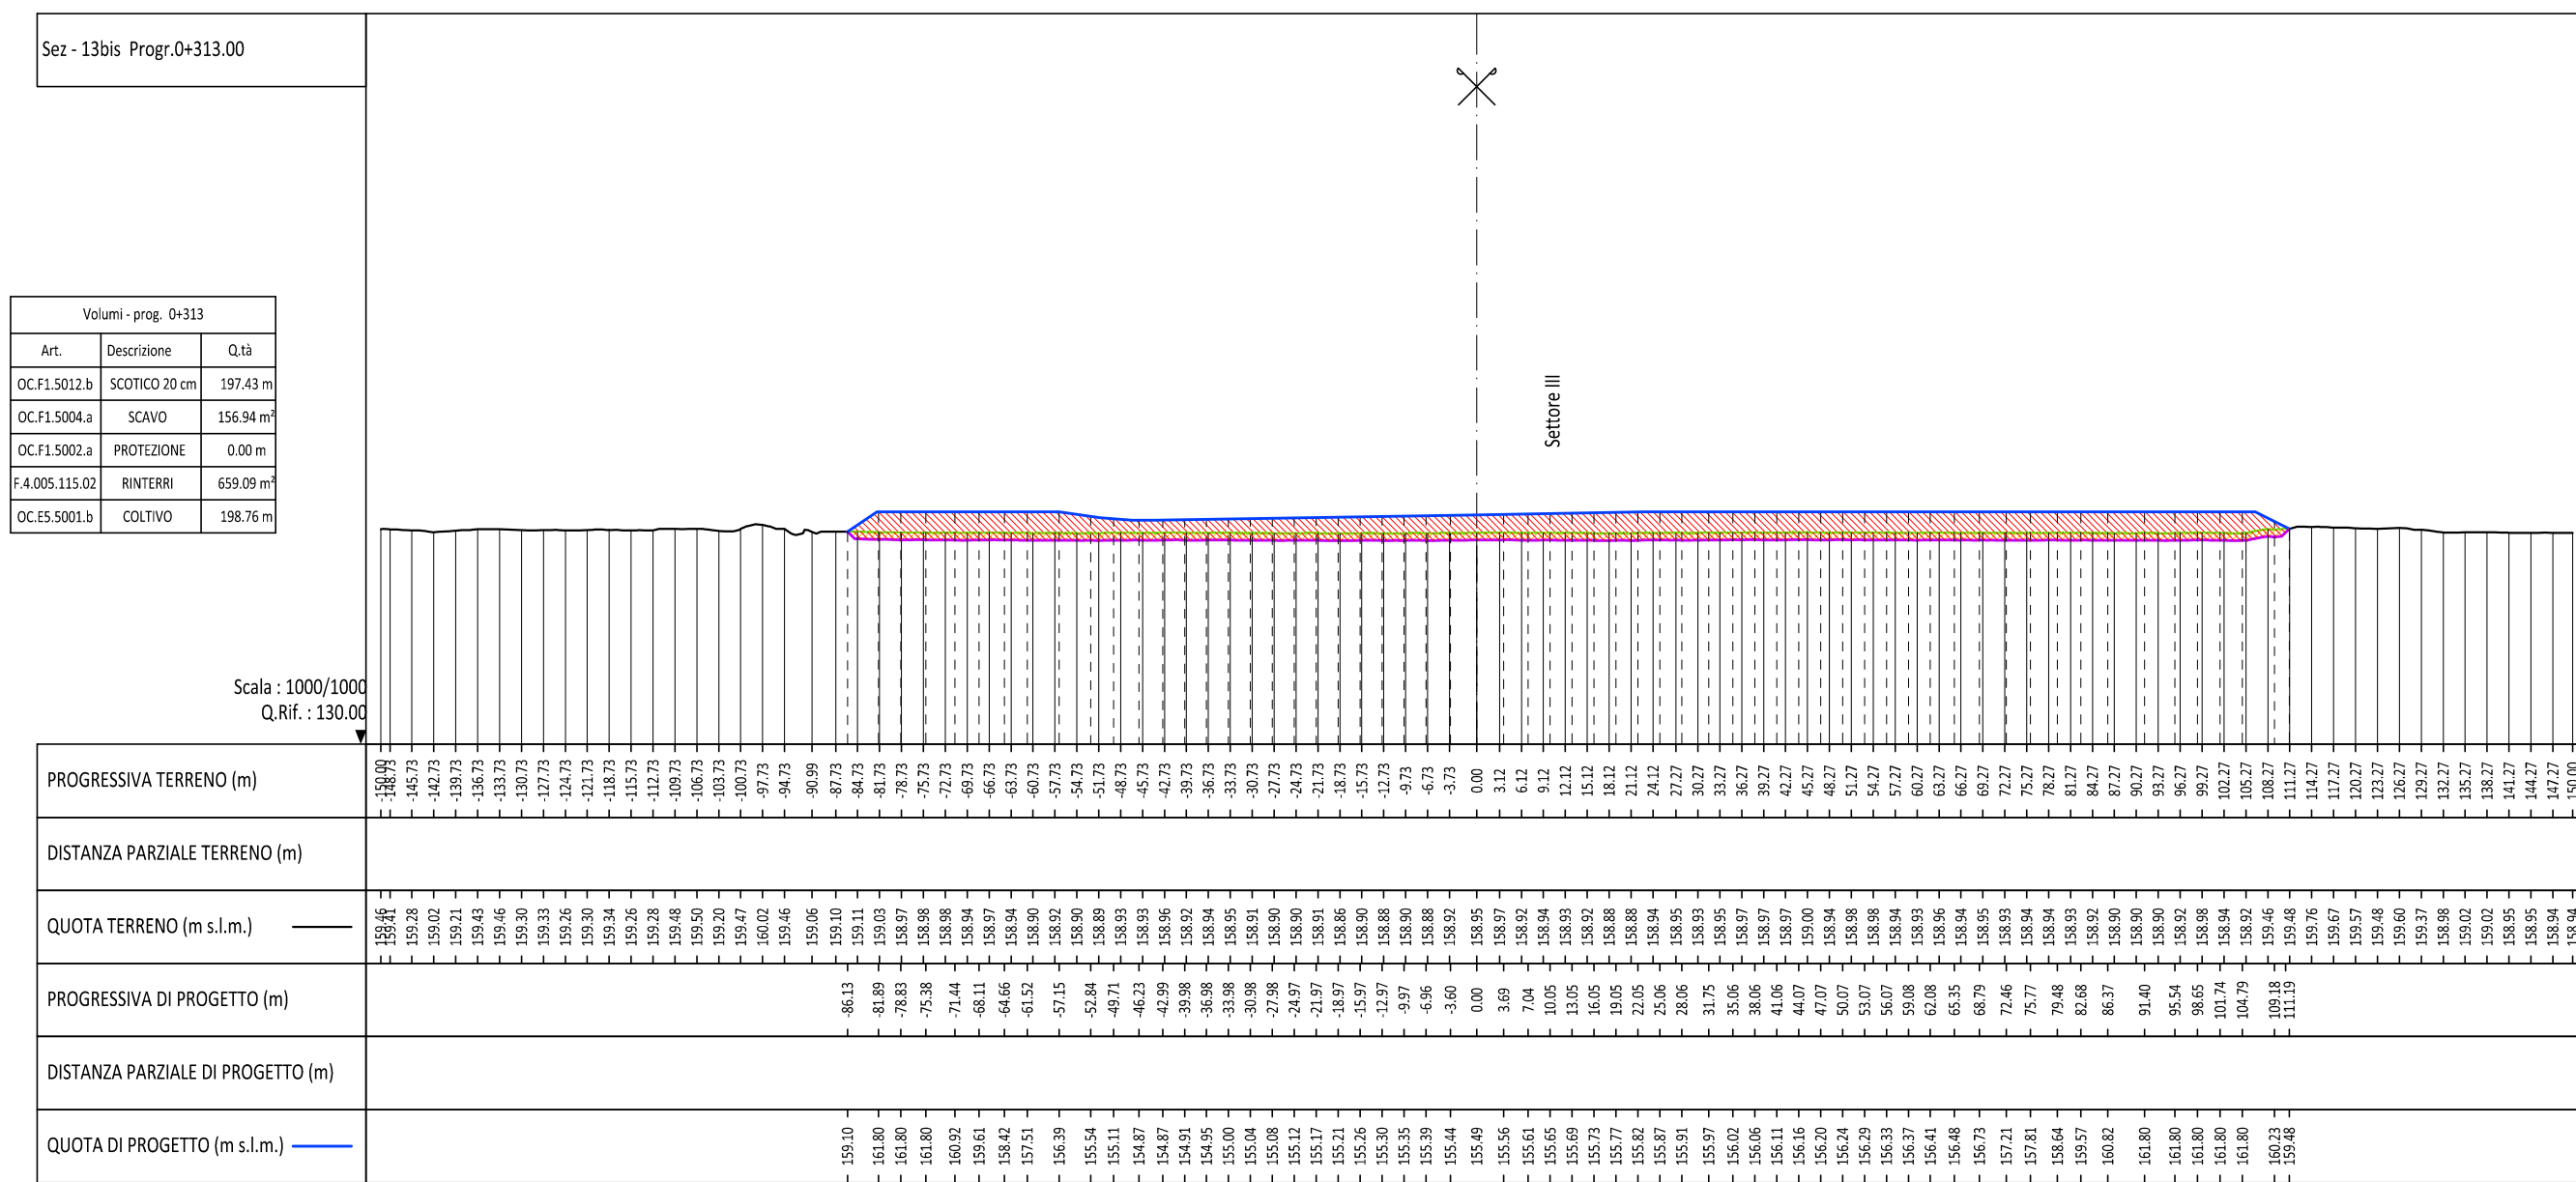 Sez - 13bis Progr.0+313.00
Volumi - prog. 0+313
Art. Descrizione Q.tà
OC.F1.5012.b SCOTICO 20 cm 197.43 m
OC.F1.5004.a SCAVO 156.94 m²
OC.F1.5002.a PROTEZIONE 0.00 m
F.4.005.115.02 RINTERRI 659.09 m²
OC.E5.5001.b COLTIVO 198.76 m
Settore III
Scala : 1000/1000
Q.Rif. : 130.00
PROGRESSIVA TERRENO (m) -150.00 -148.73 -145.73 -142.73 -139.73 -136.73 -133.73 -130.73 -127.73 -124.73 -121.73 -118.73 -115.73 -112.73 -109.73 -106.73 -103.73 -100.73 -97.73 -94.73 -90.99 -87.73 -84.73 -81.73 -78.73 -75.73 -72.73 -69.73 -66.73 -63.73 -60.73 -57.73 -54.73 -51.73 -48.73 -45.73 -42.73 -39.73 -36.73 -33.73 -30.73 -27.73 -24.73 -21.73 -18.73 -15.73 -12.73 -9.73 -6.73 -3.73 0.00 3.12 6.12 9.12 12.12 15.12 18.12 21.12 24.12 27.27 30.27 33.27 36.27 39.27 42.27 45.27 48.27 51.27 54.27 57.27 60.27 63.27 66.27 69.27 72.27 75.27 78.27 81.27 84.27 87.27 90.27 93.27 96.27 99.27 102.27 105.27 108.27 111.27 114.27 117.27 120.27 123.27 126.27 129.27 132.27 135.27 138.27 141.27 144.27 147.27 150.00
DISTANZA PARZIALE TERRENO (m)
QUOTA TERRENO (m s.l.m.) 159.46 159.41 159.28 159.02 159.21 159.43 159.46 159.30 159.33 159.26 159.30 159.34 159.26 159.28 159.48 159.50 159.20 159.47 160.02 159.46 159.06 159.10 159.11 159.03 158.97 158.98 158.98 158.94 158.97 158.94 158.90 158.92 158.90 158.89 158.93 158.93 158.96 158.92 158.94 158.95 158.91 158.90 158.90 158.91 158.86 158.90 158.88 158.90 158.88 158.92 158.95 158.97 158.92 158.94 158.93 158.92 158.88 158.88 158.94 158.95 158.93 158.95 158.97 158.97 158.97 159.00 158.94 158.98 158.98 158.94 158.93 158.96 158.94 158.95 158.93 158.94 158.94 158.93 158.92 158.90 158.90 158.90 158.92 158.98 158.94 158.92 159.46 159.48 159.76 159.67 159.57 159.48 159.60 159.37 158.98 159.02 159.02 158.95 158.95 158.94 158.94
PROGRESSIVA DI PROGETTO (m) -86.13 -81.89 -78.83 -75.38 -71.44 -68.11 -64.66 -61.52 -57.15 -52.84 -49.71 -46.23 -42.99 -39.98 -36.98 -33.98 -30.98 -27.98 -24.97 -21.97 -18.97 -15.97 -12.97 -9.97 -6.96 -3.60 0.00 3.69 7.04 10.05 13.05 16.05 19.05 22.05 25.06 28.06 31.75 35.06 38.06 41.06 44.07 47.07 50.07 53.07 56.07 59.08 62.08 65.35 68.79 72.46 75.77 79.48 82.68 86.37 91.40 95.54 98.65 101.74 104.79 109.18 111.19
DISTANZA PARZIALE DI PROGETTO (m)
QUOTA DI PROGETTO (m s.l.m.) 159.10 161.80 161.80 161.80 160.92 159.61 158.42 157.51 156.39 155.54 155.11 154.87 154.87 154.91 154.95 155.00 155.04 155.08 155.12 155.17 155.21 155.26 155.30 155.35 155.39 155.44 155.49 155.56 155.61 155.65 155.69 155.73 155.77 155.82 155.87 155.91 155.97 156.02 156.06 156.11 156.16 156.20 156.24 156.29 156.33 156.37 156.41 156.48 156.73 157.21 157.81 158.64 159.57 160.82 161.80 161.80 161.80 161.80 161.80 160.23 159.48